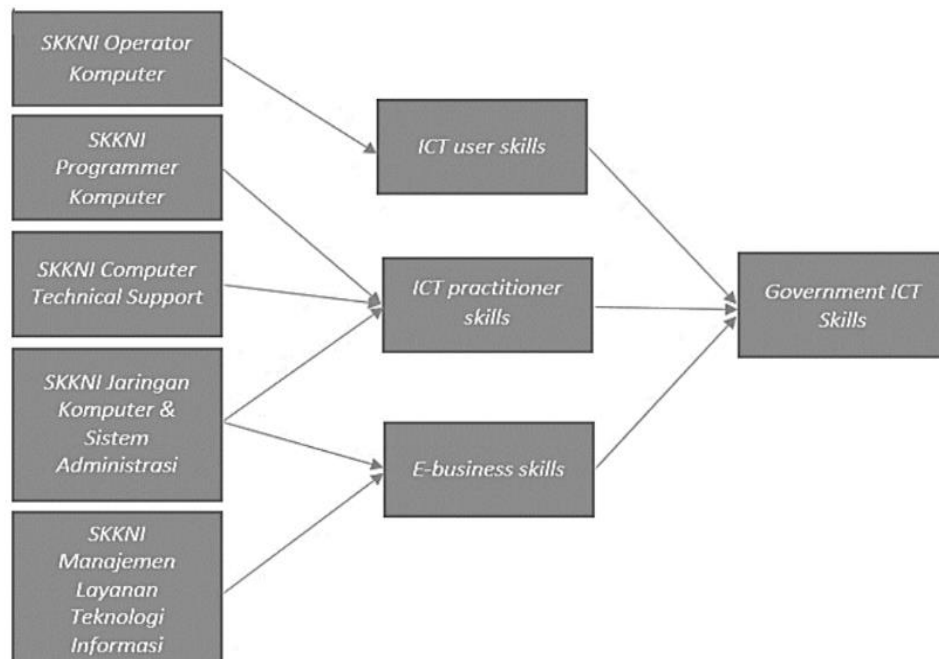 SKKNI Operator
Komputer
SKKNI
Programmer
Komputer
SKKNI Computer
Technical Support
SKKNI Jaringan
Komputer &
Sistem
Administrasi
SKKNI
Manajemen
Layanan
Teknologi
Informasi
ICT user skills
ICT practitioner
skills
E-business skills
Government ICT
Skills